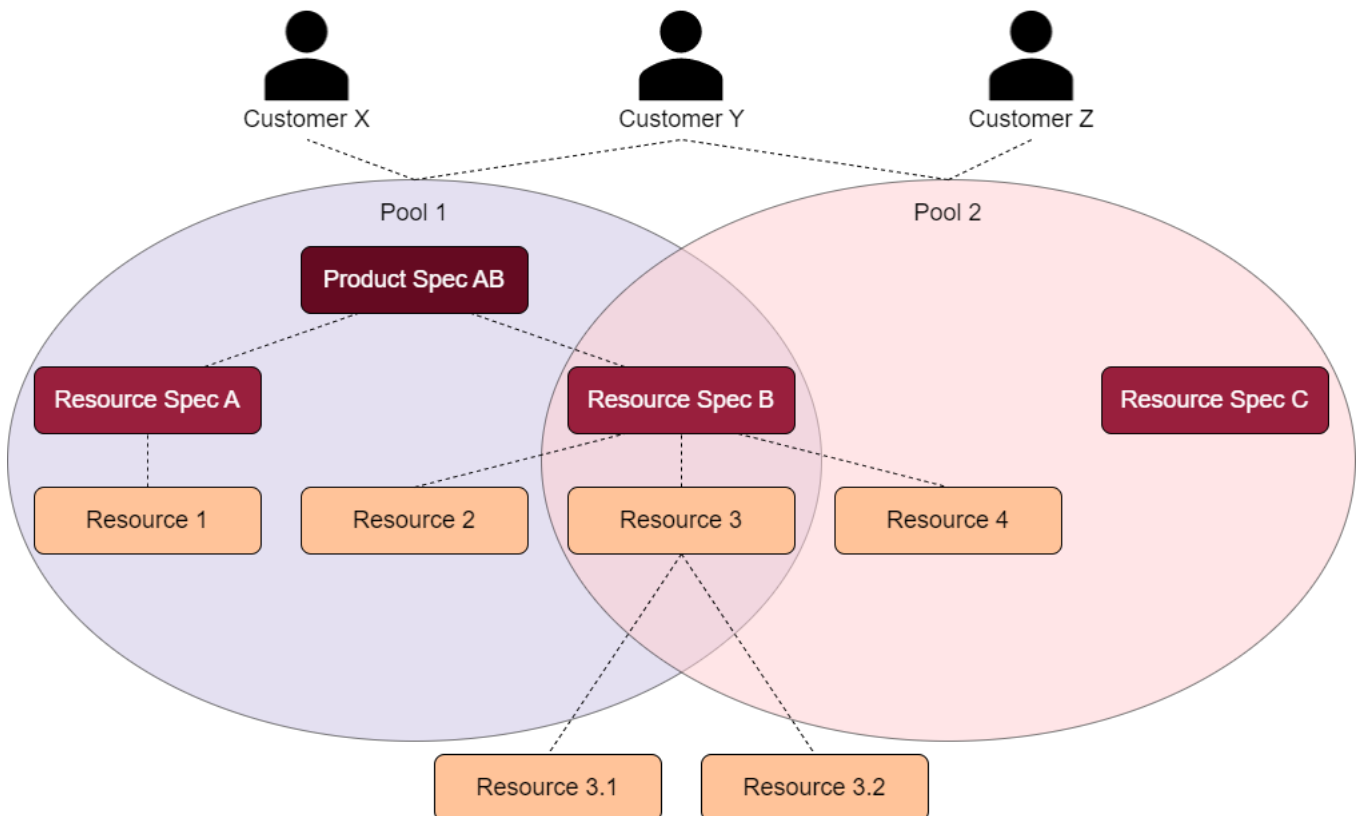 Customer X
Customer Y
Customer Z
Pool 1
Pool 2
Product Spec AB
Resource Spec A
Resource Spec B
Resource Spec C
Resource 1
Resource 2
Resource 3
Resource 4
Resource 3.1
Resource 3.2